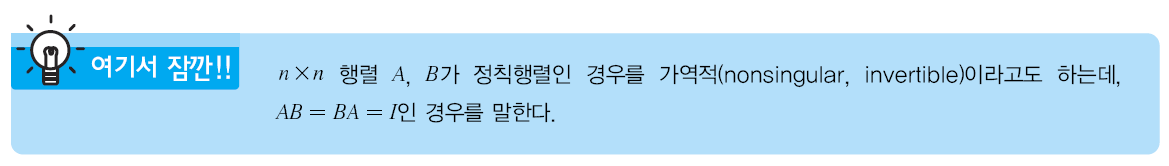 여기서 잠깐!!
n×n 행렬 A, B가 정칙행렬인 경우를 가역적(nonsingular, invertible)이라고도 하는데,
AB = BA = I인 경우를 말한다.